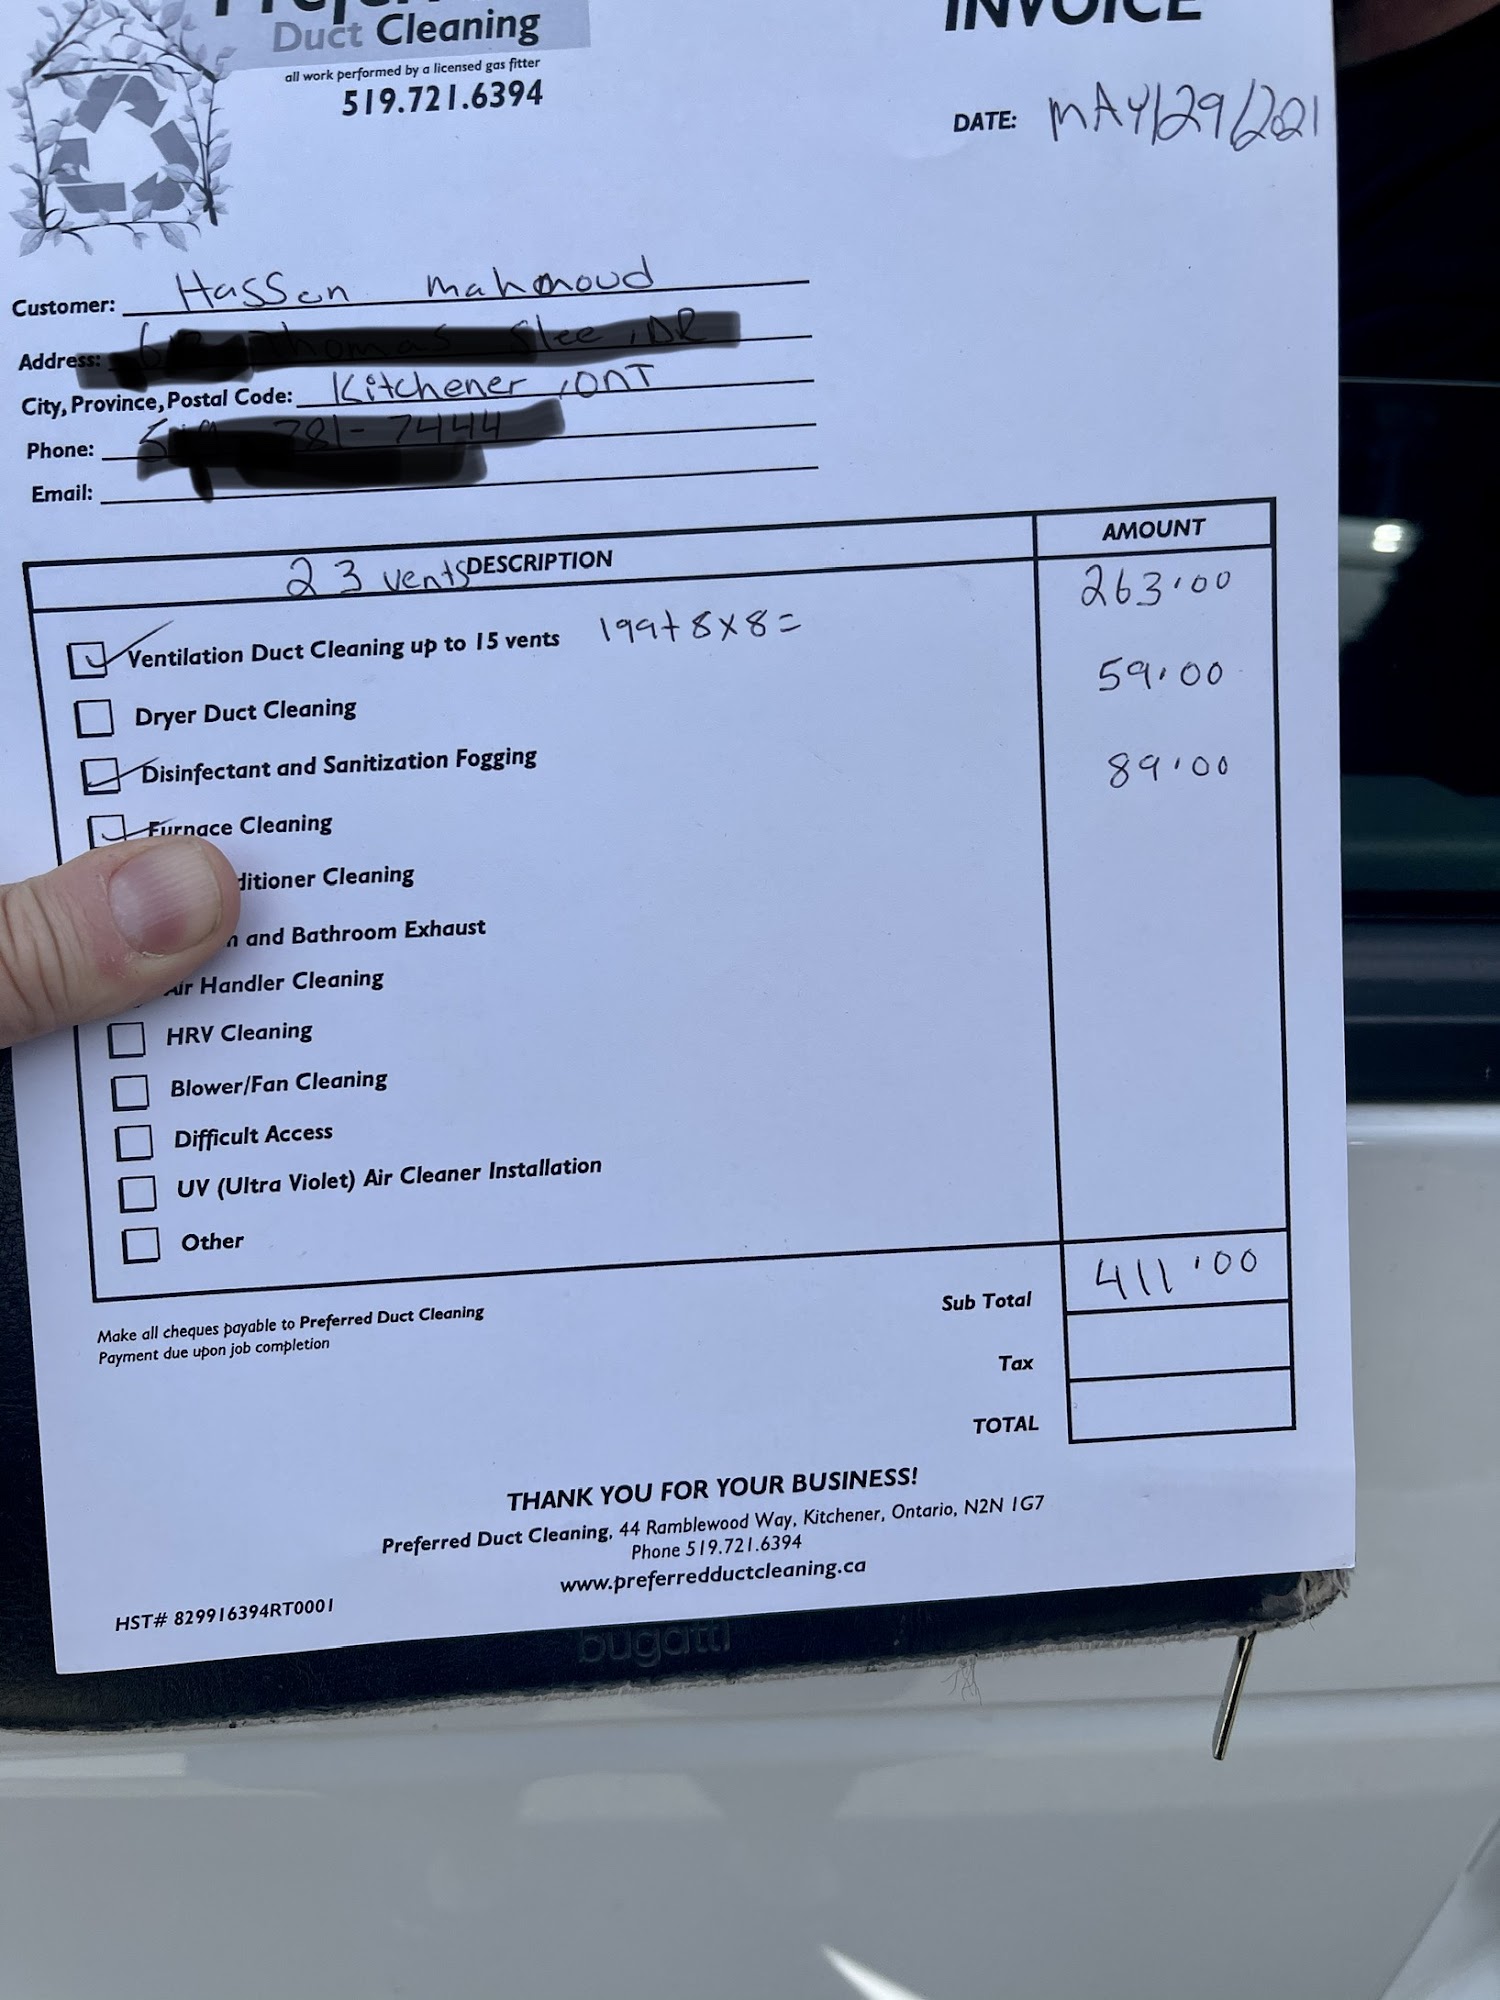 Duct Cleaning
INVOICE
all work performed by a licensed gas fitter
519.721.6394
DATE: MAY/29/2021
Customer: Hassen mahmoud
Address:
City, Province, Postal Code: Kitchener, ONT
Phone:
Email:
23 vents DESCRIPTION AMOUNT
263.00
Ventilation Duct Cleaning up to 15 vents 199+8x8=
59.00
Dryer Duct Cleaning
Disinfectant and Sanitization Fogging 89.00
Furnace Cleaning
ditioner Cleaning
and Bathroom Exhaust
Air Handler Cleaning
HRV Cleaning
Blower/Fan Cleaning
Difficult Access
UV (Ultra Violet) Air Cleaner Installation
Other
Sub Total 411.00
Make all cheques payable to Preferred Duct Cleaning
Payment due upon job completion
Tax
TOTAL
THANK YOU FOR YOUR BUSINESS!
Preferred Duct Cleaning, 44 Ramblewood Way, Kitchener, Ontario, N2N 1G7
Phone 519.721.6394
www.preferredductcleaning.ca
HST# 829916394RT0001
bugatti